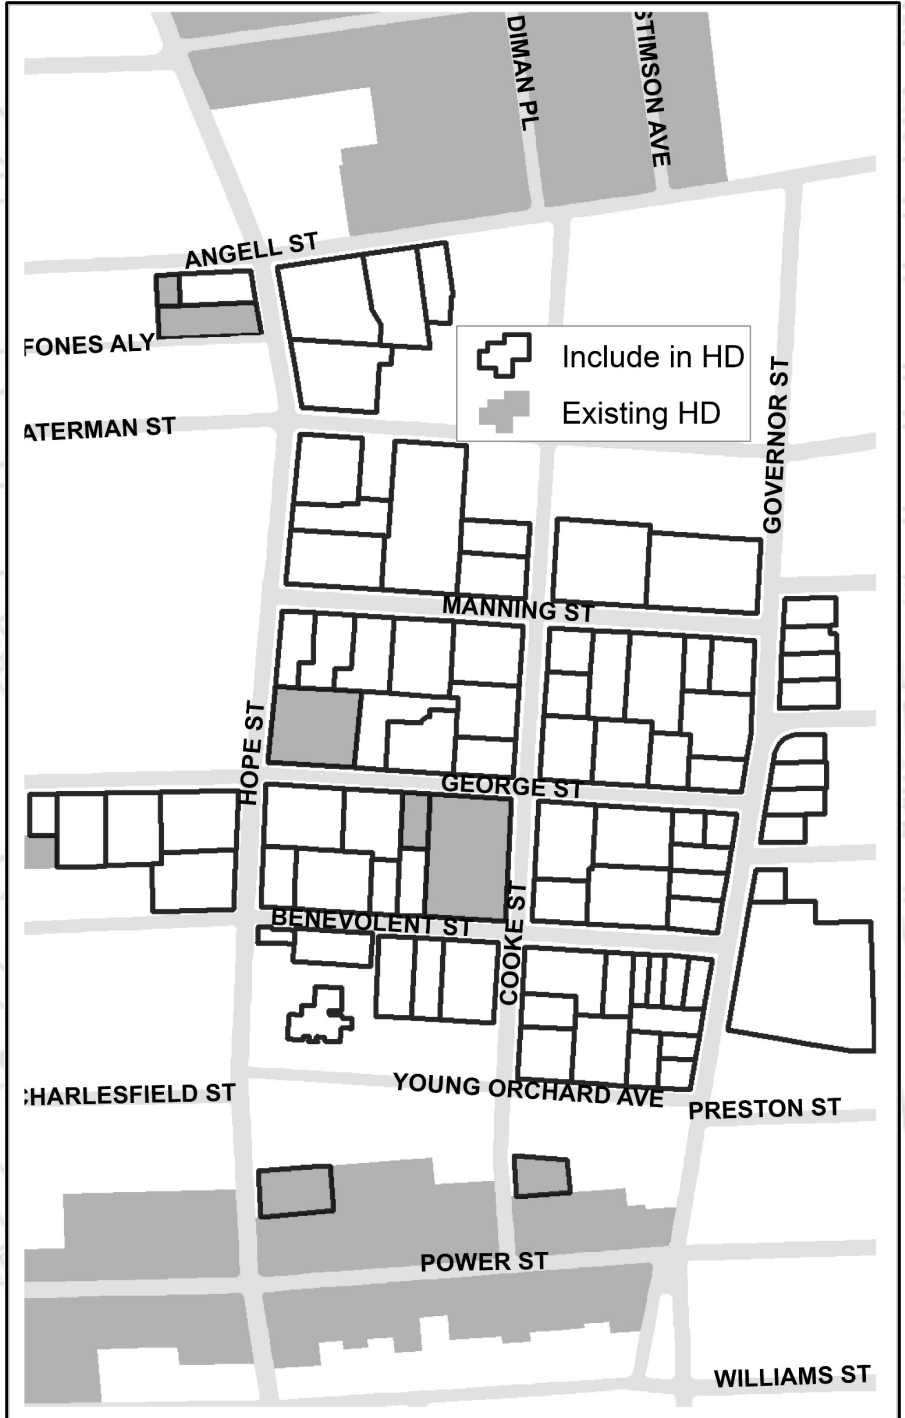 DIMAN PL
STIMSON AVE
ANGELL ST
FONES ALY
Include in HD
Existing HD
ATERMAN ST
GOVERNOR ST
MANNING ST
HOPE ST
GEORGE ST
BENEVOLENT ST
COOKE ST
YOUNG ORCHARD AVE
CHARLESFIELD ST
PRESTON ST
POWER ST
WILLIAMS ST